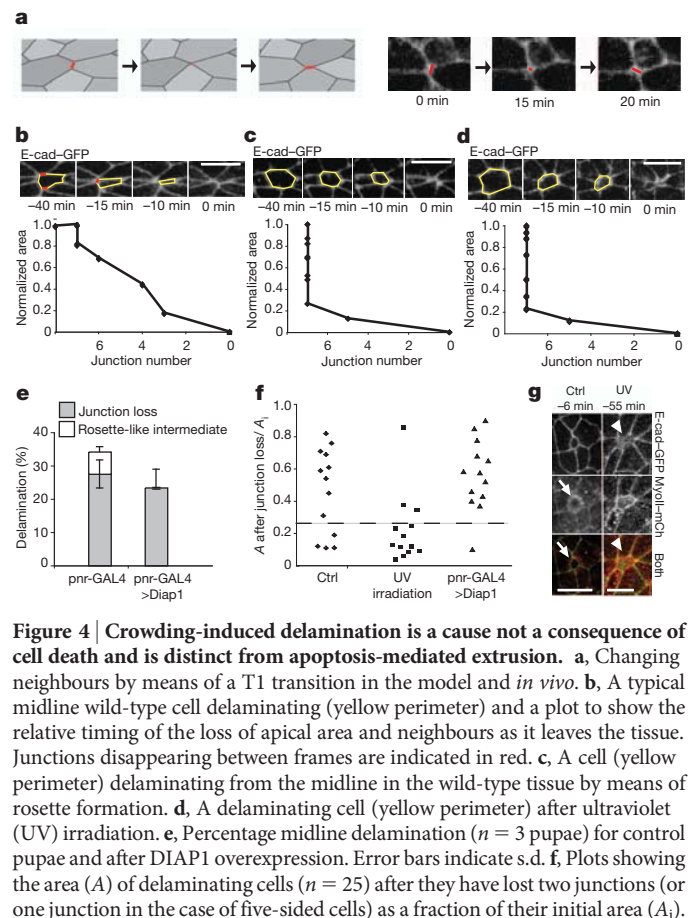 a
0 min
15 min
20 min
b
E-cad–GFP
–40 min
–15 min
–10 min
0 min
Normalized area
1.0
0.8
0.6
0.4
0.2
0
6
4
2
0
Junction number
c
E-cad–GFP
–40 min
–15 min
–10 min
0 min
Normalized area
1.0
0.8
0.6
0.4
0.2
0
6
4
2
0
Junction number
d
E-cad–GFP
–40 min
–15 min
–10 min
0 min
Normalized area
1.0
0.8
0.6
0.4
0.2
0
6
4
2
0
Junction number
e
Junction loss
Rosette-like intermediate
Delamination (%)
40
30
20
10
0
pnr-GAL4
pnr-GAL4
>Diap1
f
A after junction loss/ Ai
1.0
0.8
0.6
0.4
0.2
0
Ctrl
UV
irradiation
pnr-GAL4
>Diap1
g
Ctrl
–6 min
UV
–55 min
E-cad–GFP
MyoII–mCh
Both
Figure 4 | Crowding-induced delamination is a cause not a consequence of
cell death and is distinct from apoptosis-mediated extrusion. a, Changing
neighbours by means of a T1 transition in the model and in vivo. b, A typical
midline wild-type cell delaminating (yellow perimeter) and a plot to show the
relative timing of the loss of apical area and neighbours as it leaves the tissue.
Junctions disappearing between frames are indicated in red. c, A cell (yellow
perimeter) delaminating from the midline in the wild-type tissue by means of
rosette formation. d, A delaminating cell (yellow perimeter) after ultraviolet
(UV) irradiation. e, Percentage midline delamination (n = 3 pupae) for control
pupae and after DIAP1 overexpression. Error bars indicate s.d. f, Plots showing
the area (A) of delaminating cells (n = 25) after they have lost two junctions (or
one junction in the case of five-sided cells) as a fraction of their initial area (Ai).